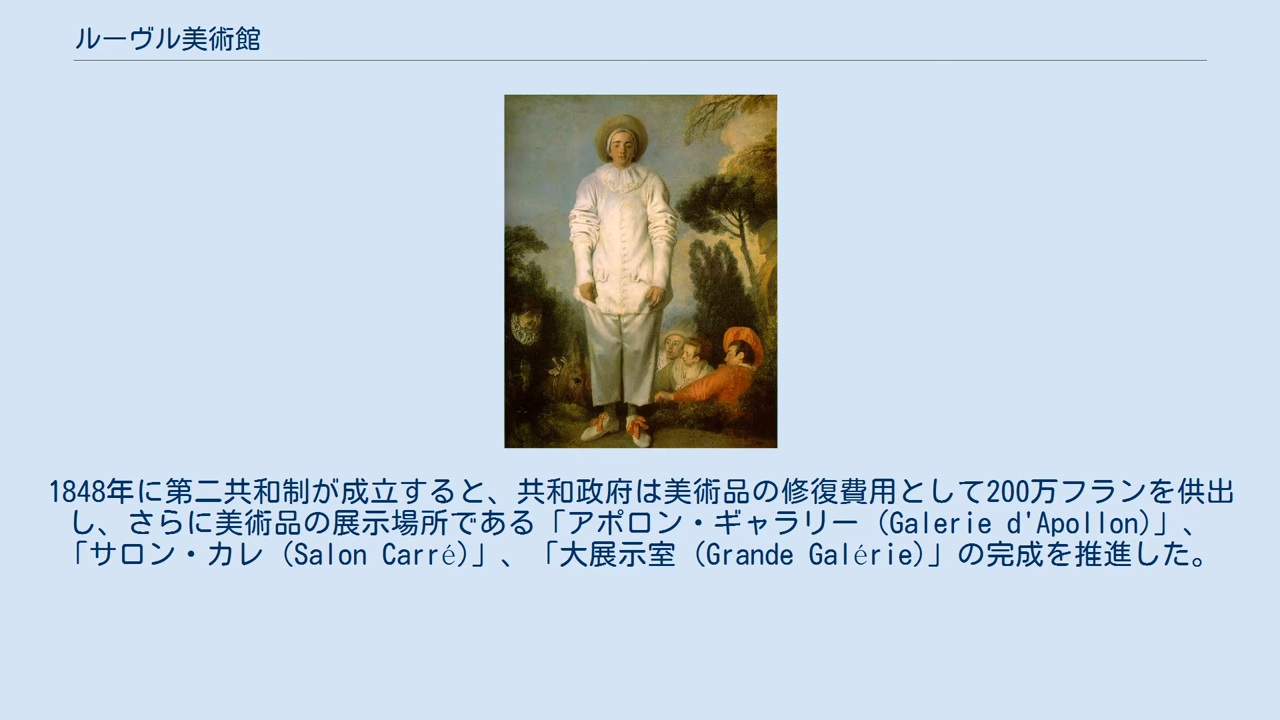 ルーヴル美術館
1848年に第二共和制が成立すると、共和政府は美術品の修復費用として200万フランを供出
し、さらに美術品の展示場所である「アポロン・ギャラリー（Galerie d'Apollon)」、
「サロン・カレ（Salon Carré)」、「大展示室（Grande Galérie)」の完成を推進した。